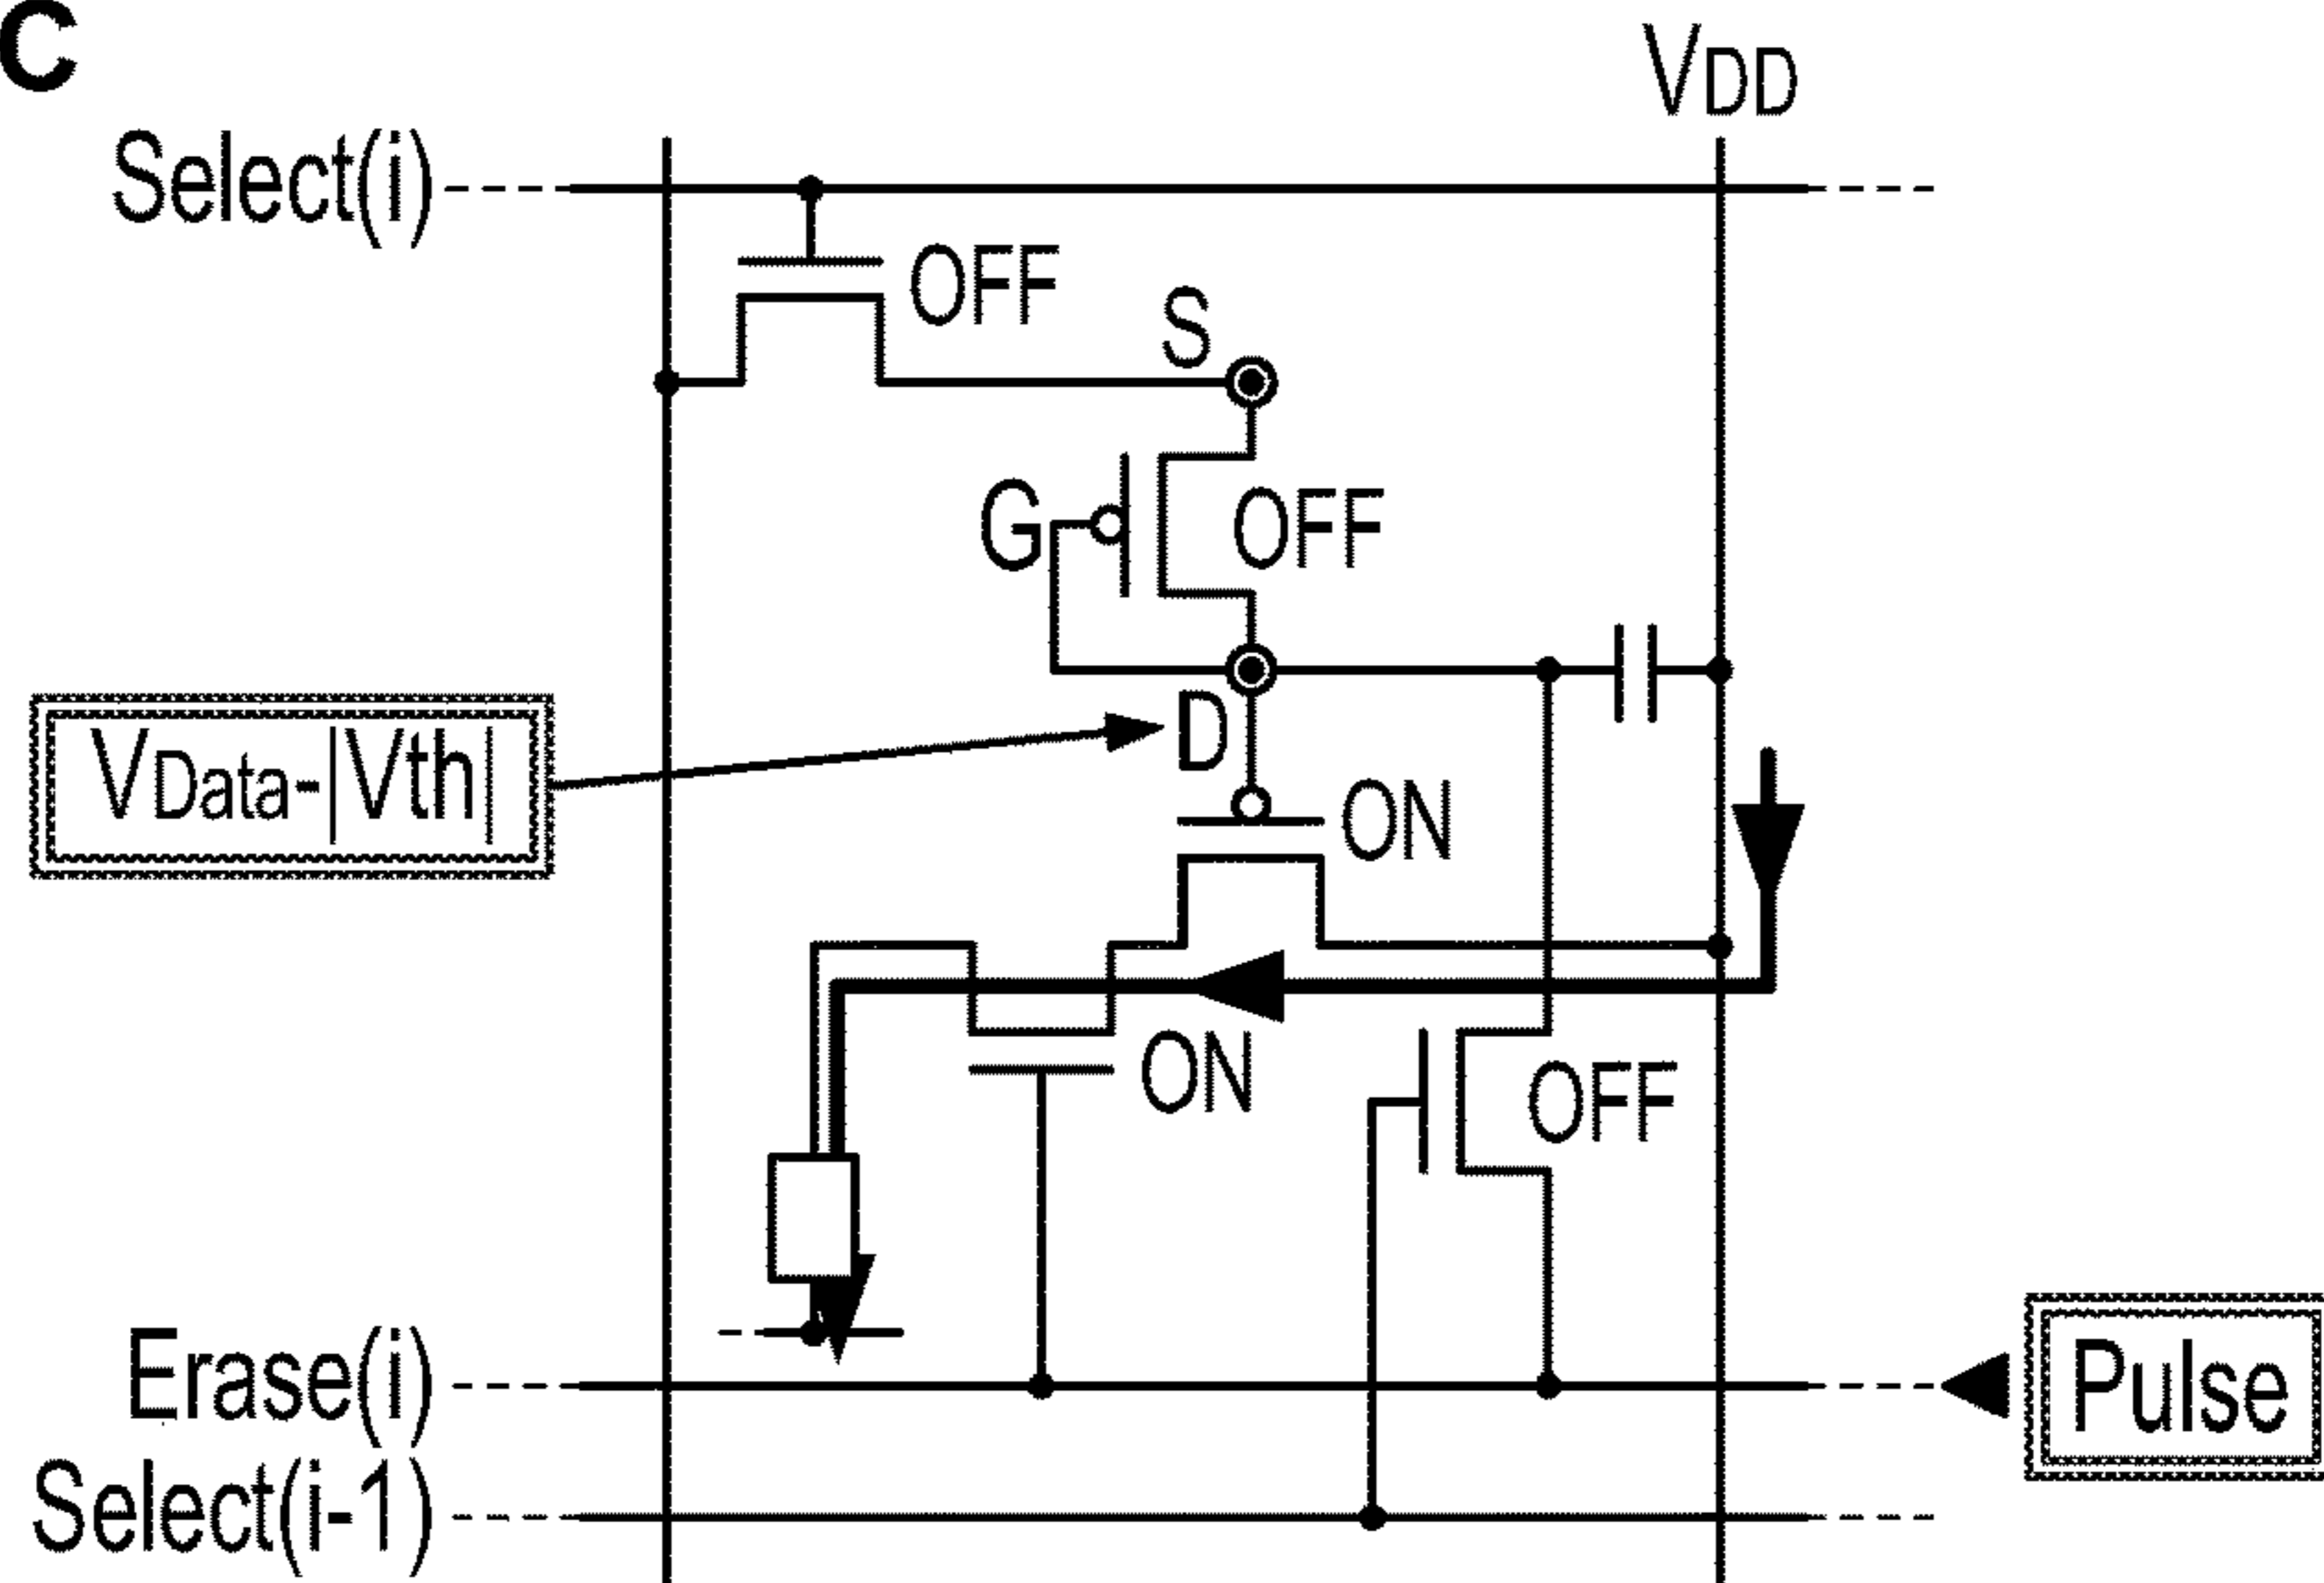 C
VDD
Select(i)
OFF
S
G
OFF
VData-|Vth|
D
ON
ON
OFF
Erase(i)
Pulse
Select(i-1)